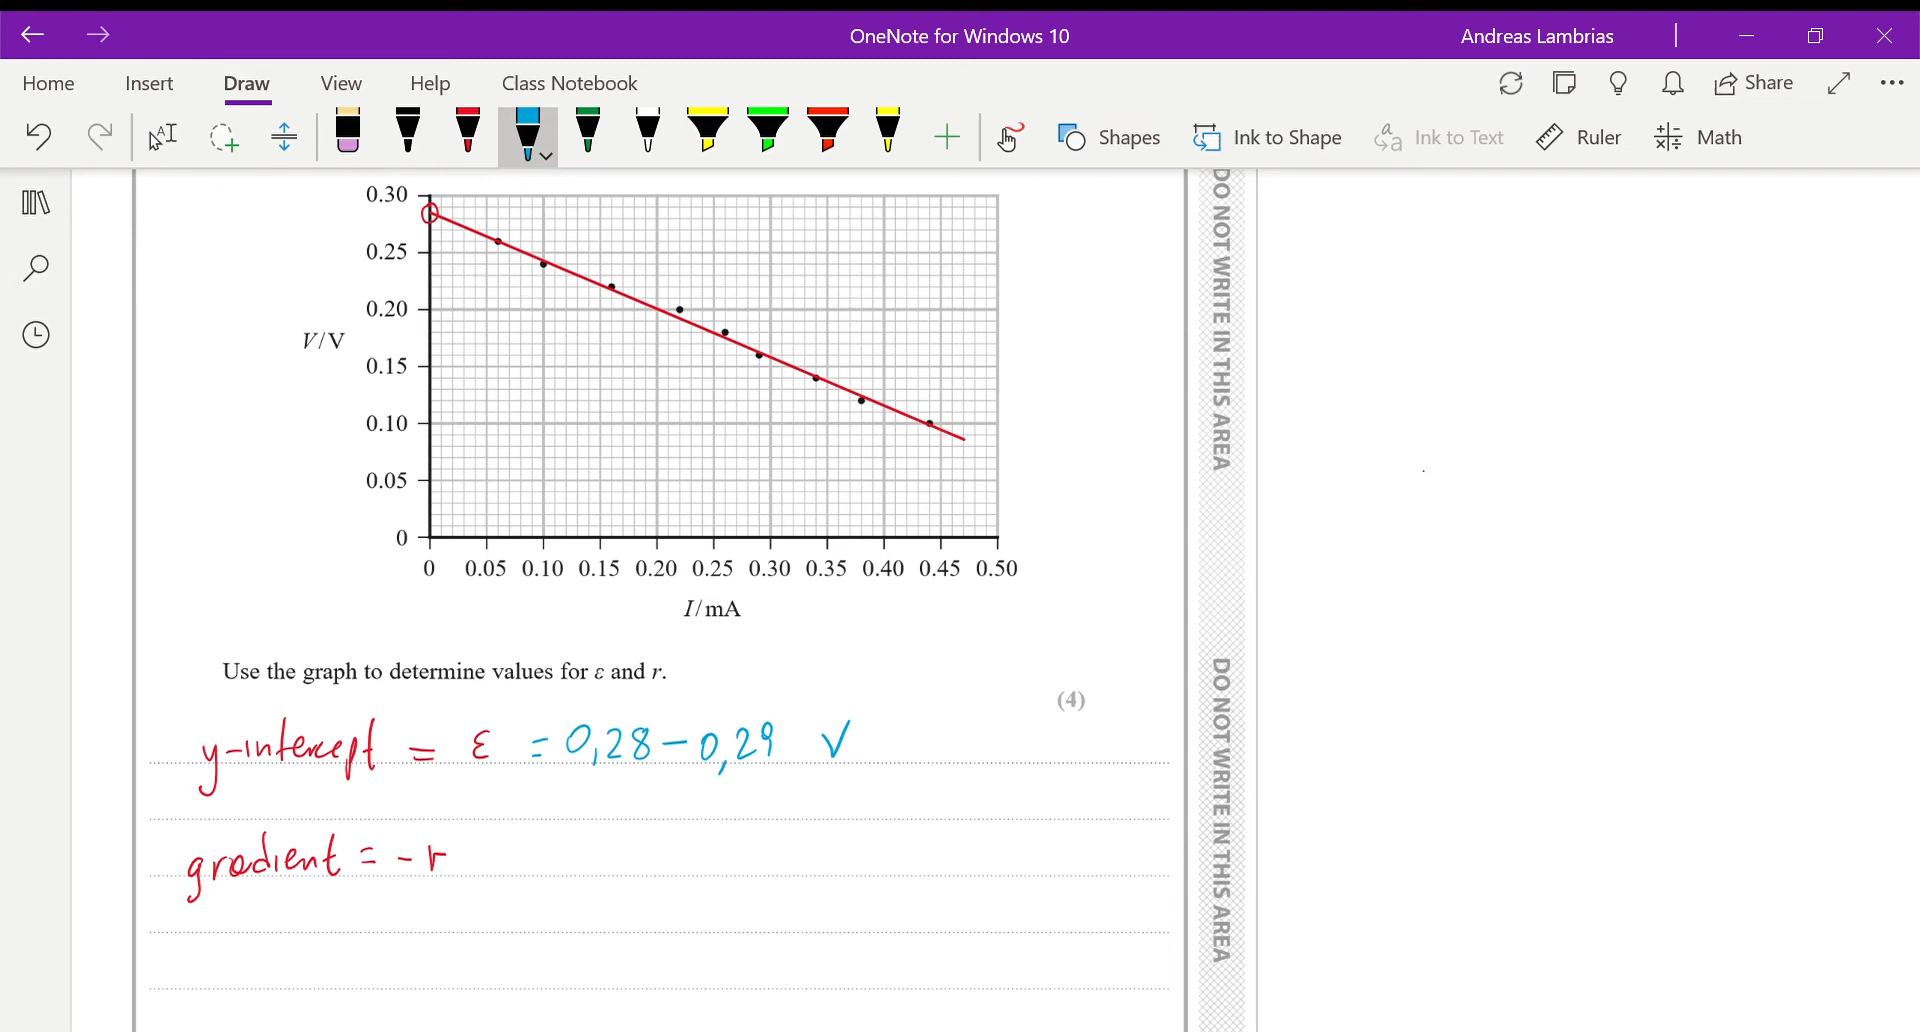 OneNote for Windows 10
Andreas Lambrias
Home Insert Draw View Help Class Notebook
Share
Shapes Ink to Shape Ink to Text Ruler Math
0.30
0.25
0.20
V/V
0.15
0.10
0.05
0
0 0.05 0.10 0.15 0.20 0.25 0.30 0.35 0.40 0.45 0.50
I/mA
Use the graph to determine values for ε and r.
(4)
y-intercept = ε = 0,28 – 0,29 V
gradient = - r
DO NOT WRITE IN THIS AREA
DO NOT WRITE IN THIS AREA